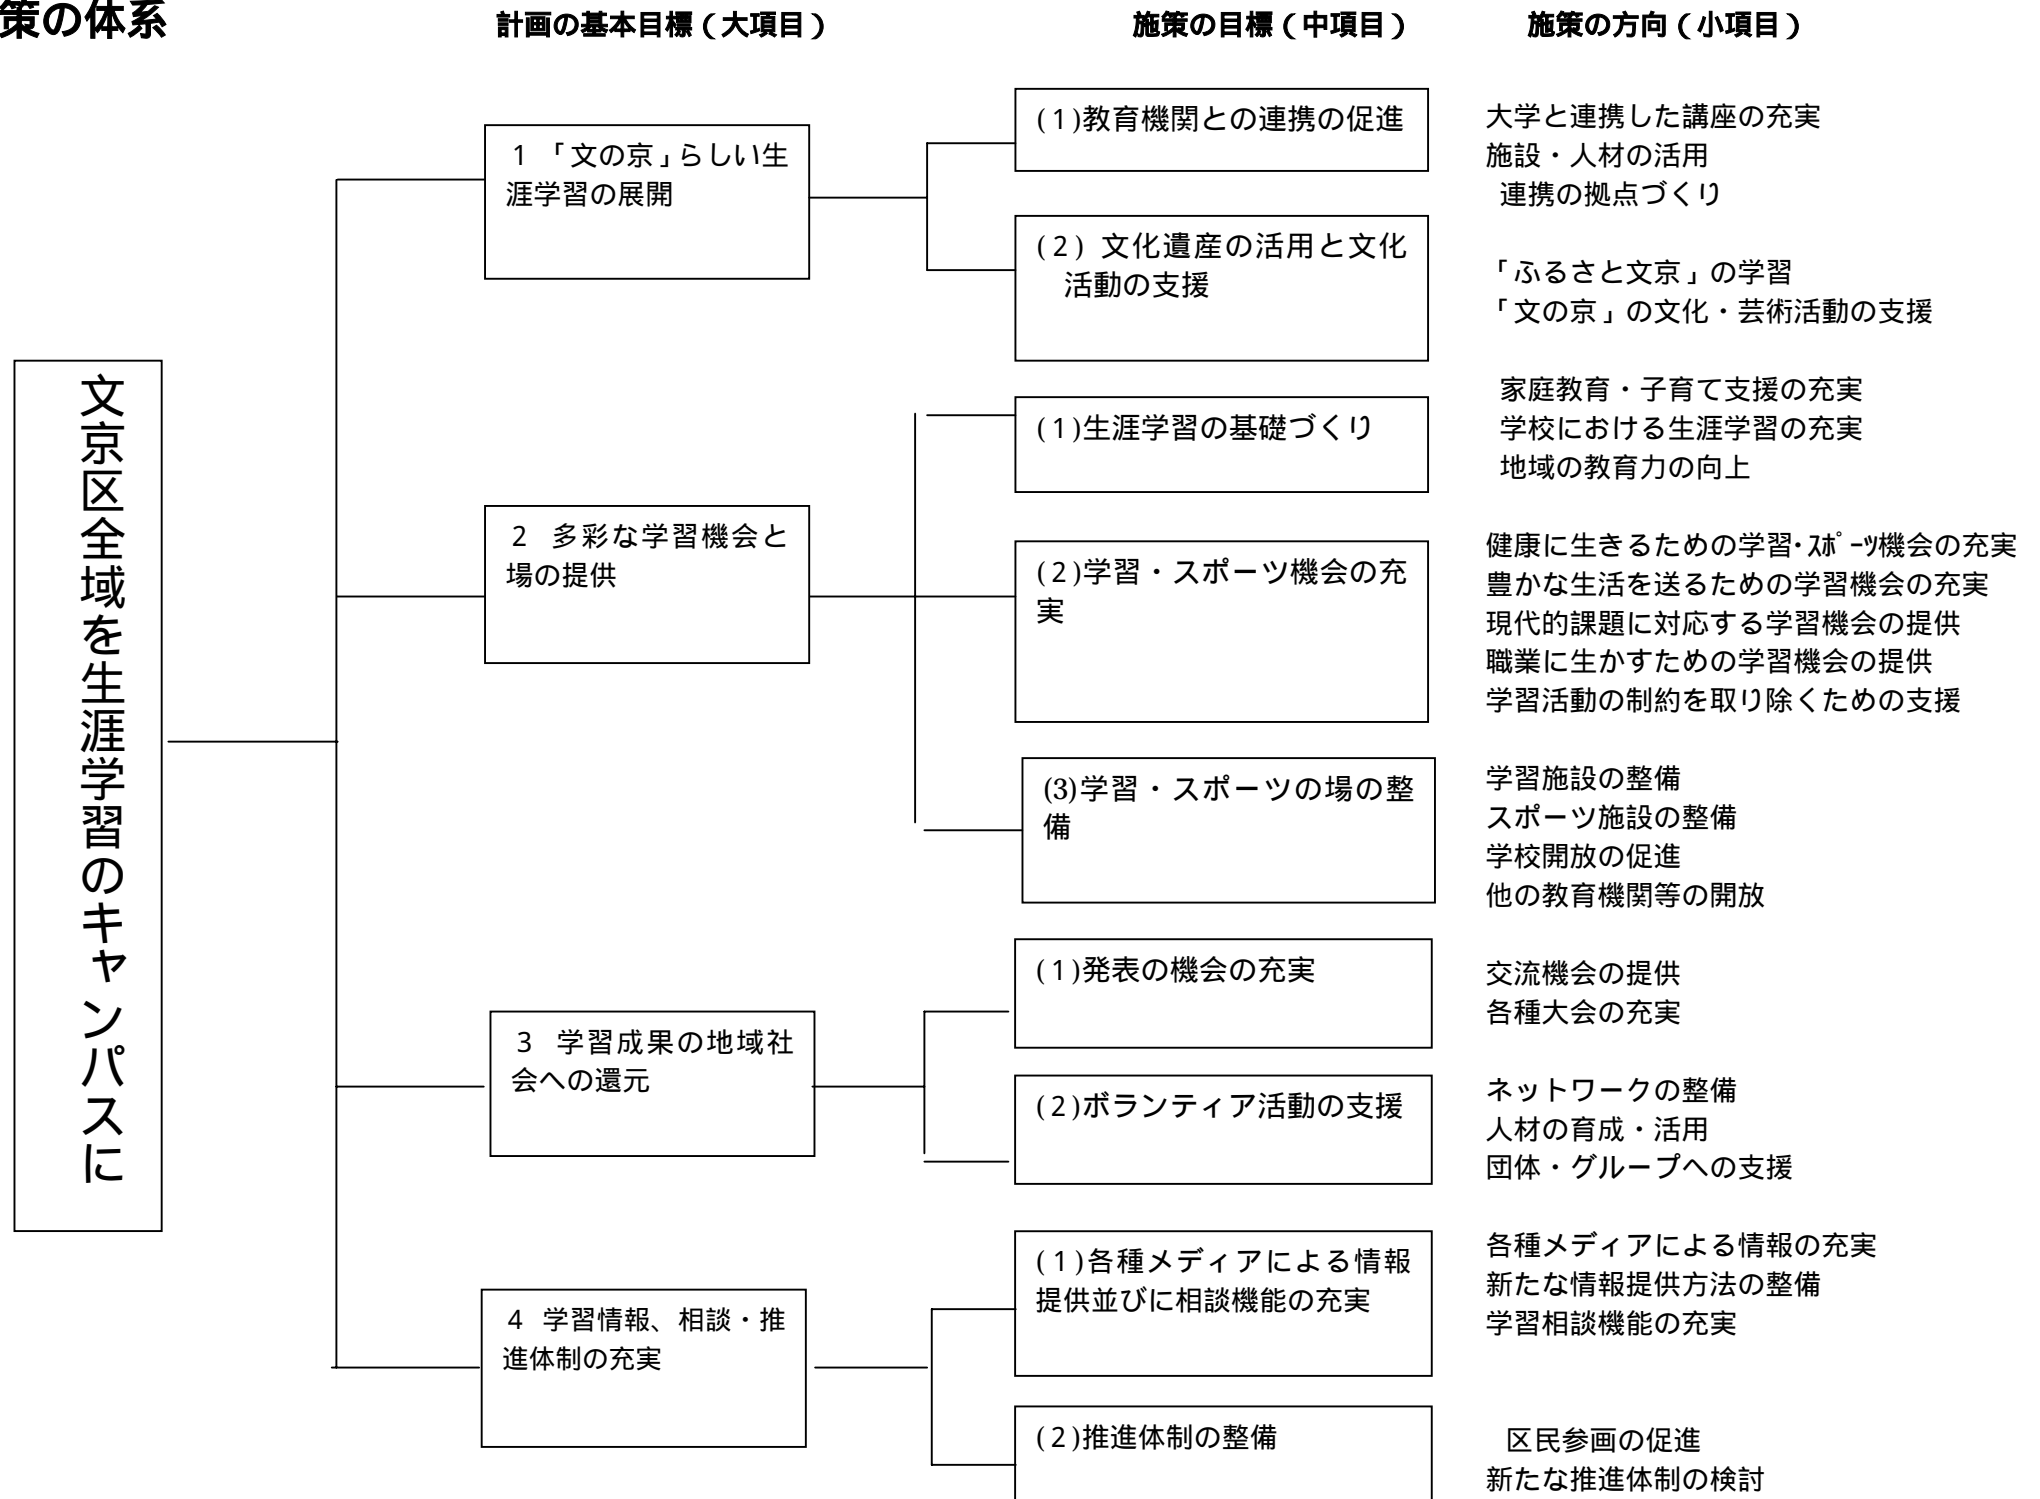 策の体系
計画の基本目標（大項目）
施策の目標（中項目）
施策の方向（小項目）
文京区全域を生涯学習のキャンパスに
1 「文の京」らしい生
涯学習の展開
(1)教育機関との連携の促進
大学と連携した講座の充実
施設・人材の活用
連携の拠点づくり
(2) 文化遺産の活用と文化
活動の支援
「ふるさと文京」の学習
「文の京」の文化・芸術活動の支援
2 多彩な学習機会と
場の提供
(1)生涯学習の基礎づくり
家庭教育・子育て支援の充実
学校における生涯学習の充実
地域の教育力の向上
(2)学習・スポーツ機会の充
実
健康に生きるための学習・ｽﾎﾟｰﾂ機会の充実
豊かな生活を送るための学習機会の充実
現代的課題に対応する学習機会の提供
職業に生かすための学習機会の提供
学習活動の制約を取り除くための支援
(3)学習・スポーツの場の整
備
学習施設の整備
スポーツ施設の整備
学校開放の促進
他の教育機関等の開放
3 学習成果の地域社
会への還元
(1)発表の機会の充実
交流機会の提供
各種大会の充実
(2)ボランティア活動の支援
ネットワークの整備
人材の育成・活用
団体・グループへの支援
4 学習情報、相談・推
進体制の充実
(1)各種メディアによる情報
提供並びに相談機能の充実
各種メディアによる情報の充実
新たな情報提供方法の整備
学習相談機能の充実
(2)推進体制の整備
区民参画の促進
新たな推進体制の検討